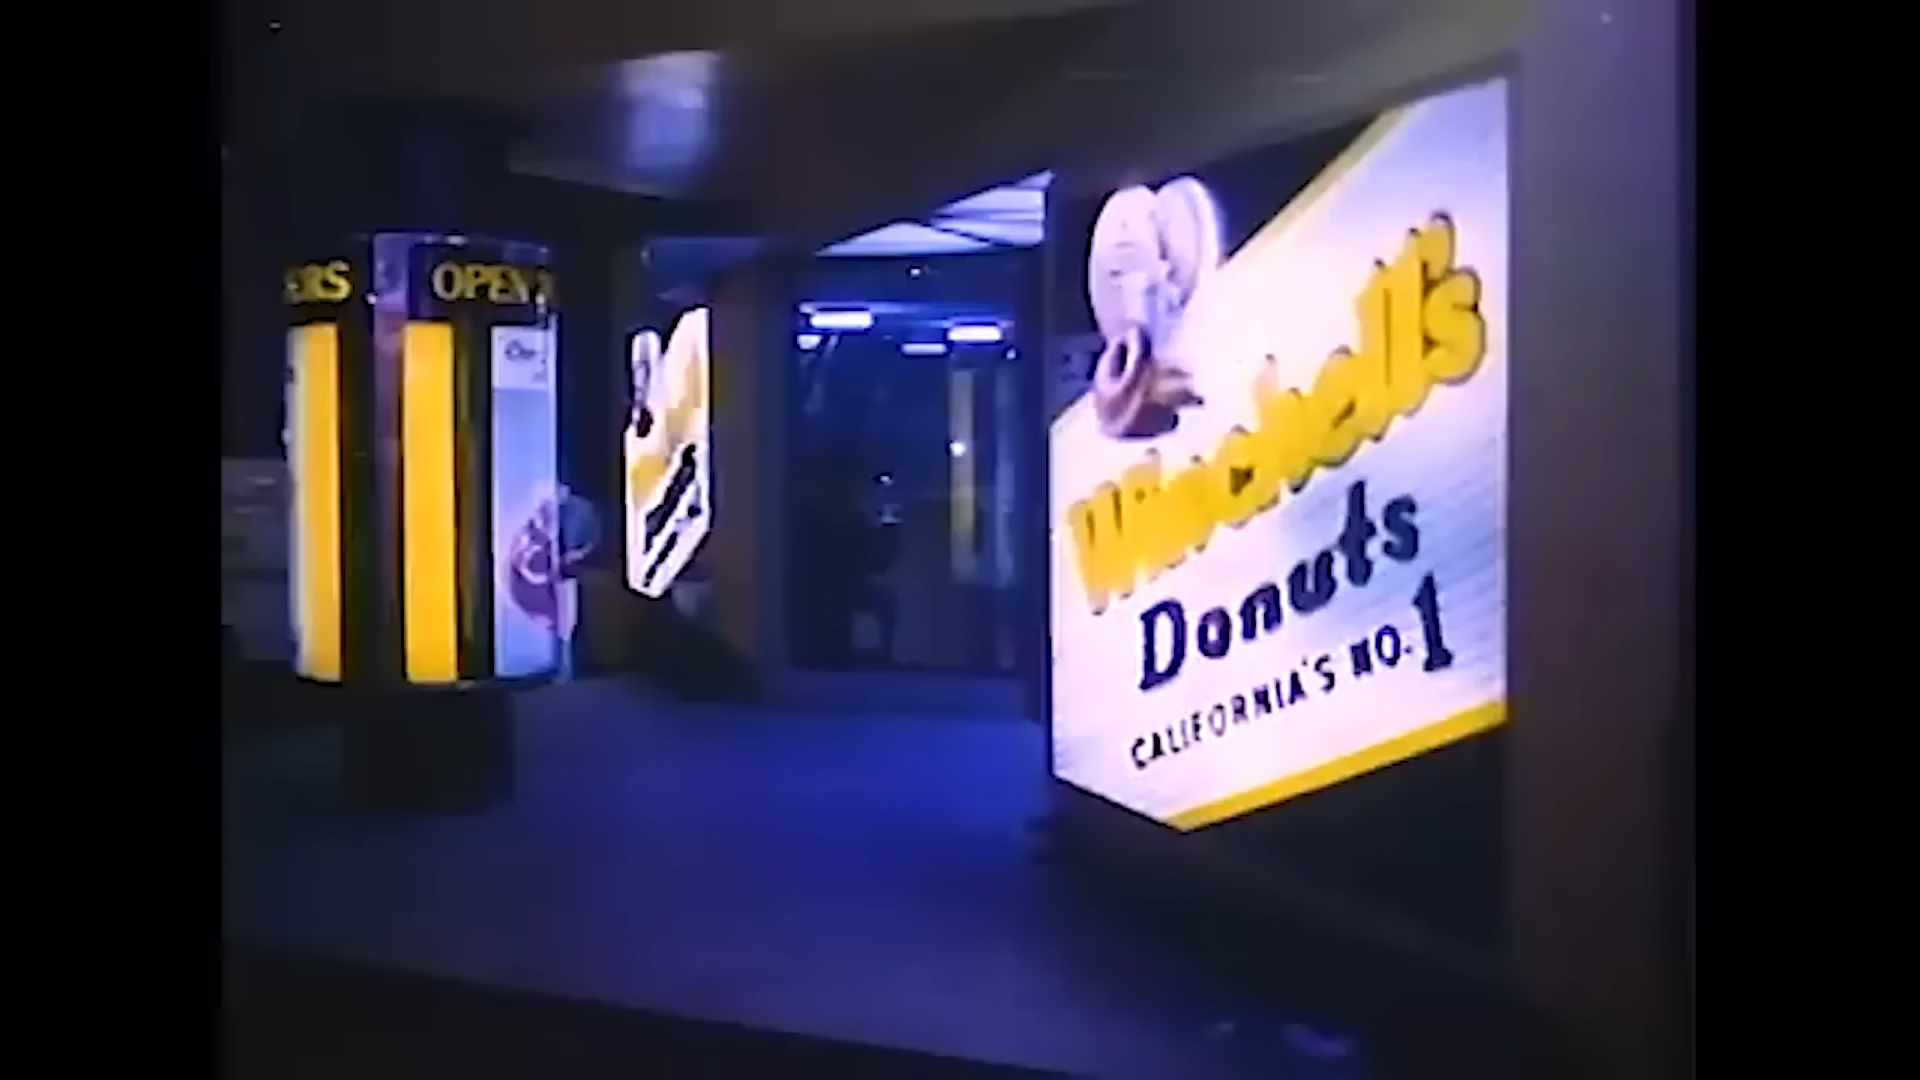 ERS
OPEN
Winchell's
Donuts
CALIFORNIA'S NO. 1